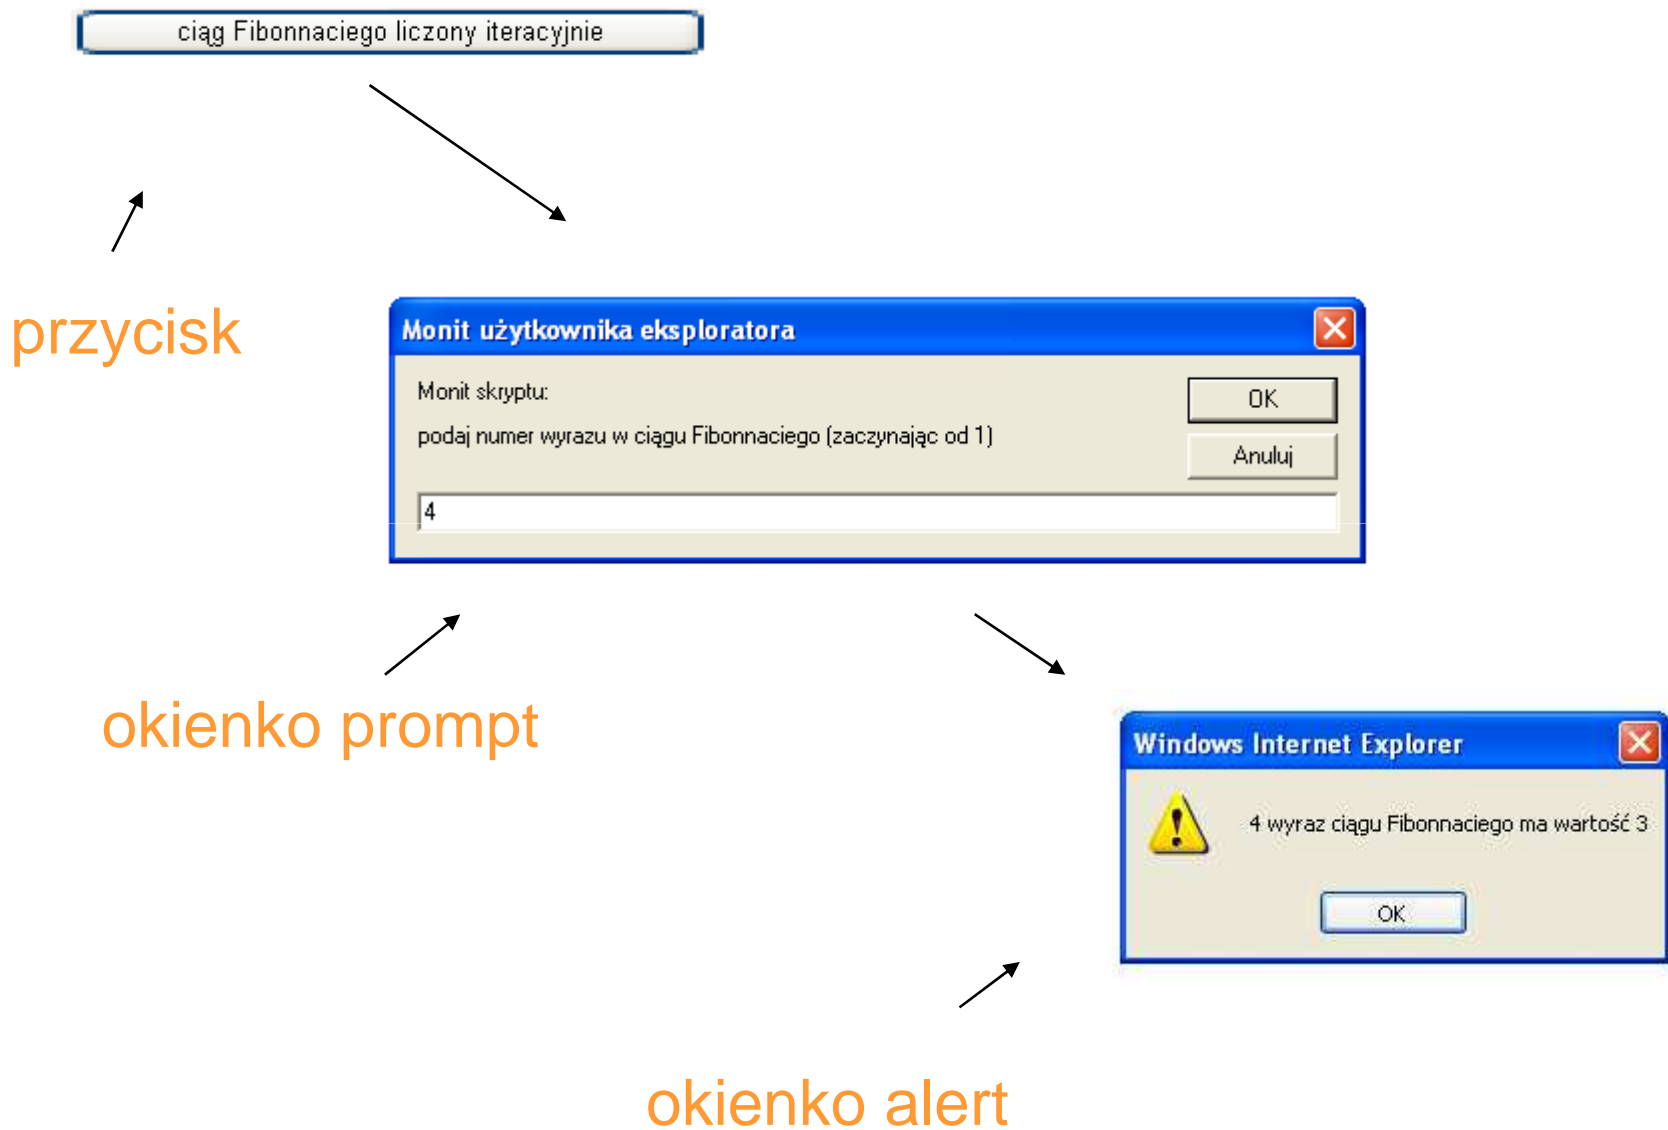 ciąg Fibonnaciego liczony iteracyjnie
przycisk
Monit użytkownika eksploratora
Monit skryptu:
OK
podaj numer wyrazu w ciągu Fibonnaciego (zaczynając od 1)
Anuluj
4
okienko prompt
Windows Internet Explorer
4 wyraz ciągu Fibonnaciego ma wartość 3
OK
okienko alert